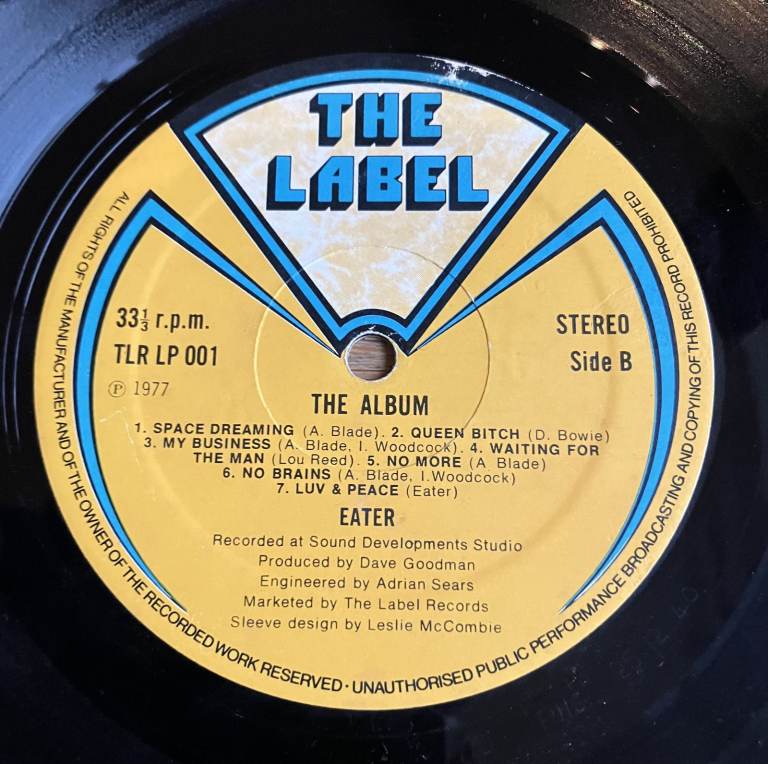 THE
LABEL
33⅓ r.p.m.
TLR LP 001
Ⓟ 1977
STEREO
Side B
THE ALBUM
1. SPACE DREAMING (A. Blade). 2. QUEEN BITCH (D. Bowie)
3. MY BUSINESS (A. Blade, I. Woodcock). 4. WAITING FOR
THE MAN (Lou Reed). 5. NO MORE (A Blade)
6. NO BRAINS (A. Blade, I.Woodcock)
7. LUV & PEACE (Eater)
EATER
Recorded at Sound Developments Studio
Produced by Dave Goodman
Engineered by Adrian Sears
Marketed by The Label Records
Sleeve design by Leslie McCombie
ALL RIGHTS OF THE MANUFACTURER AND OF THE OWNER OF THE RECORDED WORK RESERVED · UNAUTHORISED PUBLIC PERFORMANCE BROADCASTING AND COPYING OF THIS RECORD PROHIBITED